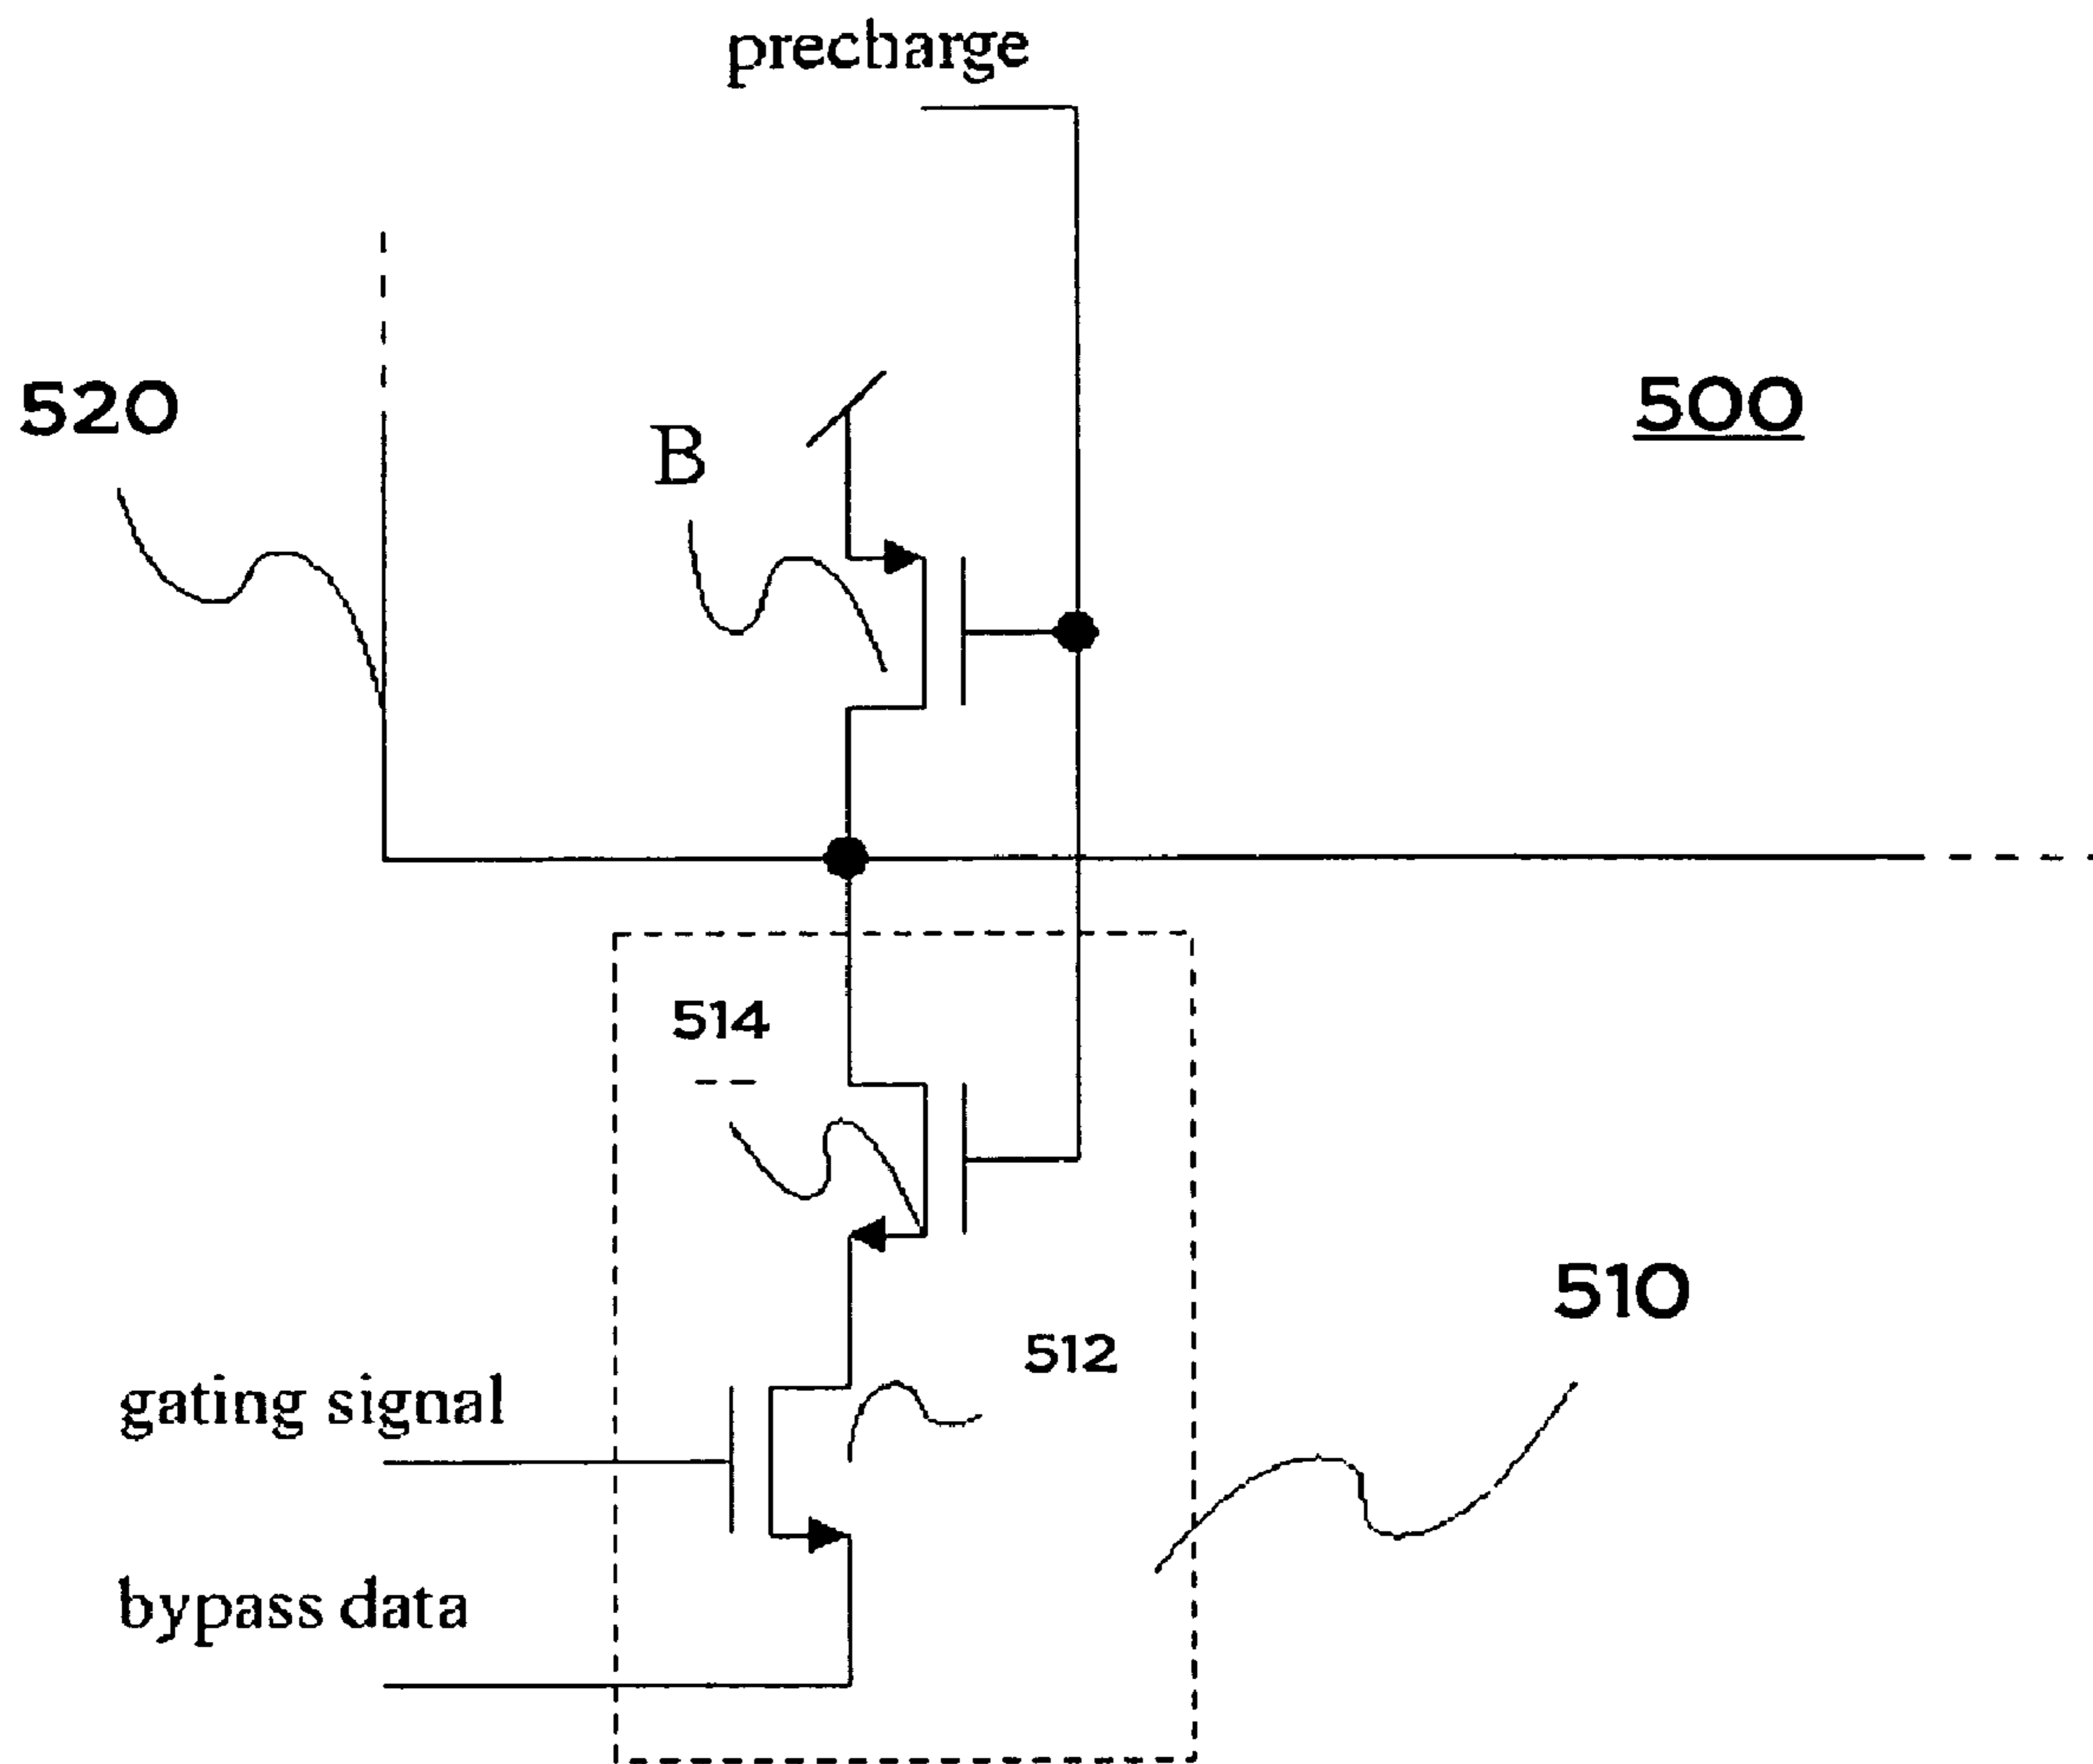 precharge
520
B
500
514
510
512
gating signal
bypass data